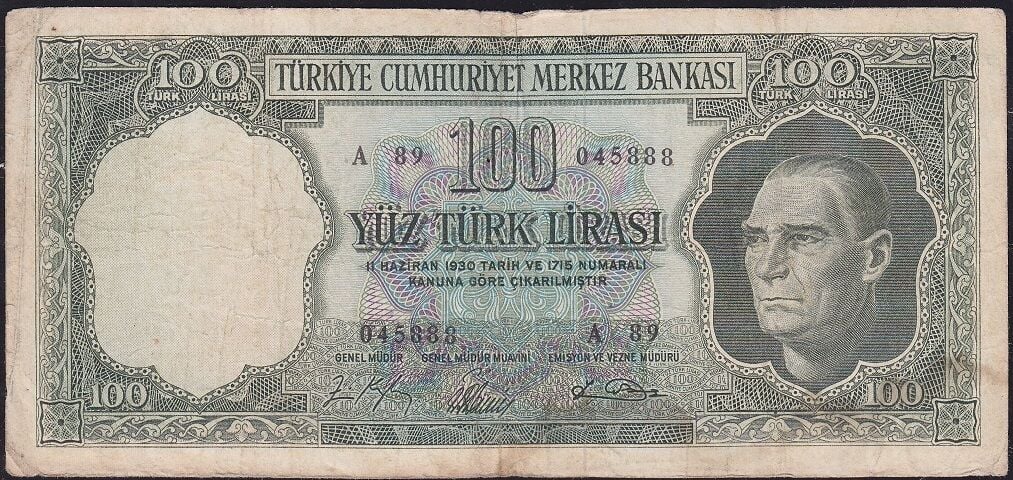 100 TÜRKİYE CUMHURİYET MERKEZ BANKASI 100
TÜRK LİRASI TÜRK LİRASI
A 89 100 045888
YÜZ TÜRK LİRASI
11 HAZİRAN 1930 TARİH VE 1715 NUMARALI
KANUNA GÖRE ÇIKARILMIŞTIR
045888 A 89
GENEL MÜDÜR GENEL MÜDÜR MUAVİNİ EMİSYON VE VEZNE MÜDÜRÜ
100 100